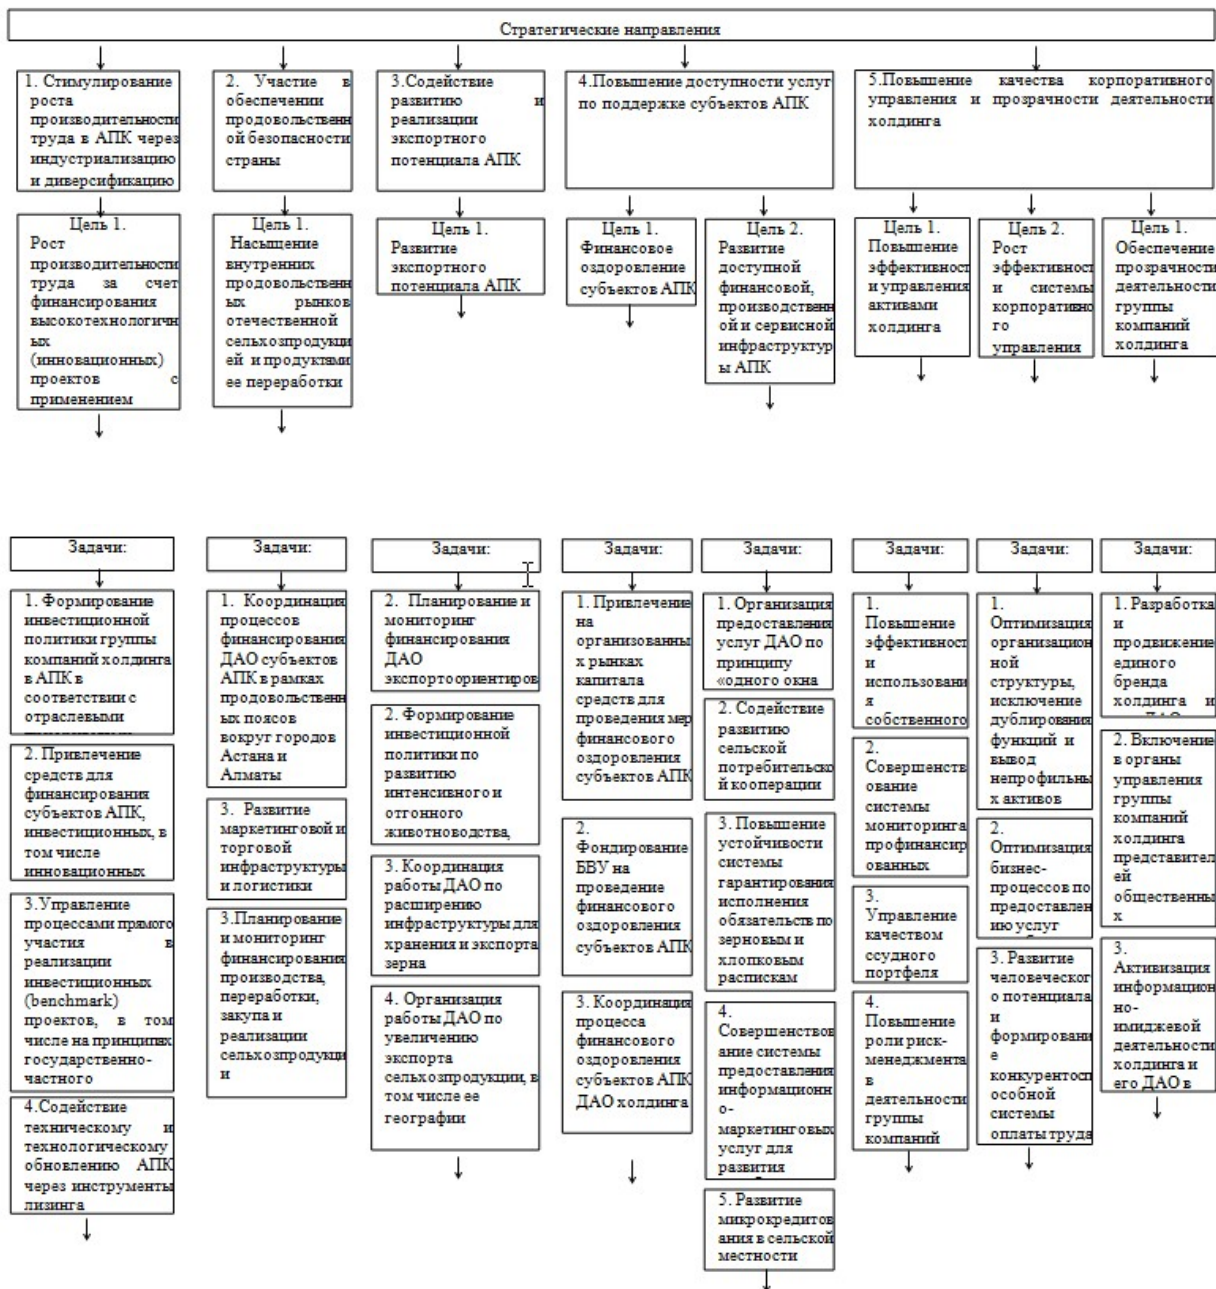 Стратегические направления
1. Стимулирование
роста
производительности
труда в АПК через
индустриализацию
и диверсификацию
2. Участие в
обеспечении
продовольственн
ой безопасности
страны
3.Содействие
развитию и
реализации
экспортного
потенциала АПК
4.Повышение доступности услуг
по поддержке субъектов АПК
5.Повышение качества корпоративного
управления и прозрачности деятельности
холдинга
Цель 1.
Рост
производительности
труда за счет
финансирования
высокотехнологичн
ых
(инновационных)
проектов с
применением
Цель 1.
Насыщение
внутренних
продовольственн
ых рынков
отечественной
сельхозпродукци
ей и продуктами
ее переработки
Цель 1.
Развитие
экспортного
потенциала АПК
Цель 1.
Финансовое
оздоровление
субъектов АПК
Цель 2.
Развитие
доступной
финансовой,
производственн
ой и сервисной
инфраструктур
ы АПК
Цель 1.
Повышение
эффективност
и управления
активами
холдинга
Цель 2.
Рост
эффективност
и системы
корпоративно
го
управления
Цель 1.
Обеспечение
прозрачности
деятельности
группы
компаний
холдинга
Задачи:
1. Формирование
инвестиционной
политики группы
компаний холдинга
в АПК в
соответствии с
отраслевыми
2. Привлечение
средств для
финансирования
субъектов АПК,
инвестиционных, в
том числе
инновационных
3.Управление
процессами прямого
участия в
реализации
инвестиционных
(benchmark)
проектов, в том
числе на принципах
государственно-
частного
4.Содействие
техническому и
технологическому
обновлению АПК
через инструменты
лизинга
Задачи:
1. Координация
процессов
финансирования
ДАО субъектов
АПК в рамках
продовольственн
ых поясов
вокруг городов
Астана и
Алматы
3. Развитие
маркетинговой и
торговой
инфраструктуры
и логистики
3.Планирование
и мониторинг
финансирования
производства,
переработки,
закупа и
реализации
сельхозпродукци
и
Задачи:
2. Планирование и
мониторинг
финансирования
ДАО
экспортоориентиров
2. Формирование
инвестиционной
политики по
развитию
интенсивного и
отгонного
животноводства,
3. Координация
работы ДАО по
расширению
инфраструктуры для
хранения и экспорта
зерна
4. Организация
работы ДАО по
увеличению
экспорта
сельхозпродукции, в
том числе ее
географии
Задачи:
1. Привлечение
на
организованны
х рынках
капитала
средств для
проведения мер
финансового
оздоровления
субъектов АПК
2.
Фондирование
БВУ на
проведение
финансового
оздоровления
субъектов АПК
3. Координация
процесса
финансового
оздоровления
субъектов АПК
ДАО холдинга
Задачи:
1. Организация
предоставления
услуг ДАО по
принципу
«одного окна
2. Содействие
развитию
сельской
потребительско
й кооперации
3. Повышение
устойчивости
системы
гарантирования
исполнения
обязательств по
зерновым и
хлопковым
распискам
4.
Совершенствов
ание системы
предоставления
информационн
о-
маркетинговых
услуг для
развития
5. Развитие
микрокредитов
ания в сельской
местности
Задачи:
1.
Повышение
эффективност
и
использовани
я
собственного
2.
Совершенств
ование
системы
мониторинга
профинансир
ованных
3.
Управление
качеством
ссудного
портфеля
4.
Повышение
роли риск-
менеджмента
в
деятельности
группы
компаний
Задачи:
1.
Оптимизация
организацион
ной
структуры,
исключение
дублирования
функций и
вывод
непрофильны
х активов
2.
Оптимизация
бизнес-
процессов по
предоставлен
ию услуг
3. Развитие
человеческог
о потенциала
и
формировани
е
конкурентосп
особной
системы
оплаты труда
Задачи:
1. Разработка
и
продвижение
единого
бренда
холдинга и
2. Включение
в органы
управления
группы
компаний
холдинга
представител
ей
общественны
х
3.
Активизация
информацион
но-
имиджевой
деятельности
холдинга и
его ДАО в